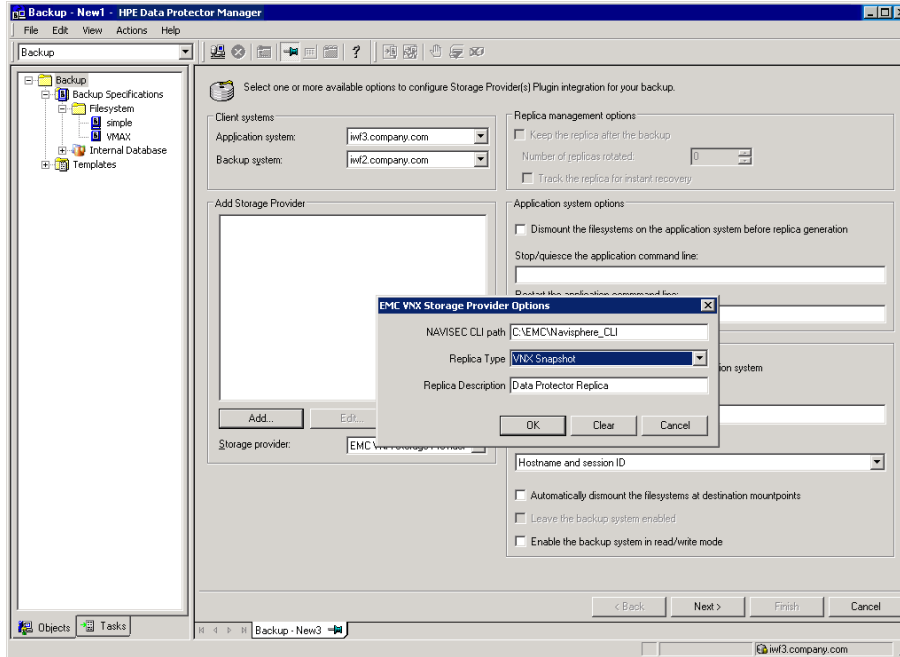 Backup - New1 - HPE Data Protector Manager
File Edit View Actions Help
Backup
Backup
Backup Specifications
Filesystem
simple
VMAX
Internal Database
Templates
Select one or more available options to configure Storage Provider(s) Plugin integration for your backup.
Client systems
Application system: iwf3.company.com
Backup system: iwf2.company.com
Replica management options
Keep the replica after the backup
Number of replicas rotated: 0
Track the replica for instant recovery
Add Storage Provider
Application system options
Dismount the filesystems on the application system before replica generation
Stop/quiesce the application command line:
EMC VNX Storage Provider Options
NAVISEC CLI path C:\EMC\Navisphere_CLI
Replica Type VNX Snapshot
Replica Description Data Protector Replica
OK Clear Cancel
system
Add... Edit...
Storage provider: EMC
Hostname and session ID
Automatically dismount the filesystems at destination mountpoints
Leave the backup system enabled
Enable the backup system in read/write mode
< Back Next > Finish Cancel
Objects Tasks
Backup - New3
iwf3.company.com